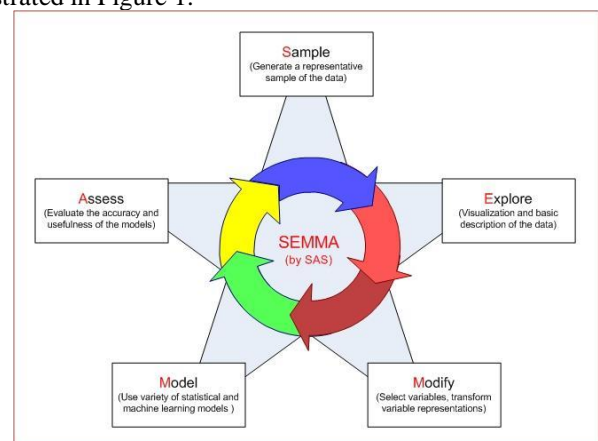 strated in Figure 1.
Sample
(Generate a representative
sample of the data)
Assess
(Evaluate the accuracy and
usefulness of the models)
Explore
(Visualization and basic
description of the data)
SEMMA
(by SAS)
Model
(Use variety of statistical and
machine learning models )
Modify
(Select variables, transform
variable representations)